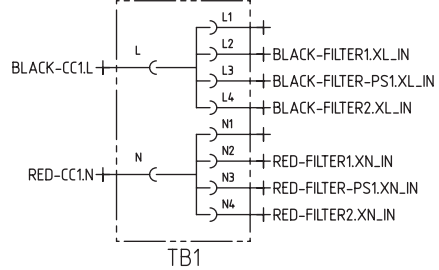 L1
L
L2
BLACK-FILTER1.XL_IN
BLACK-CC1.L
L3
BLACK-FILTER-PS1.XL_IN
L4
BLACK-FILTER2.XL_IN
N1
N
N2
RED-FILTER1.XN_IN
RED-CC1.N
N3
RED-FILTER-PS1.XN_IN
N4
RED-FILTER2.XN_IN
TB1